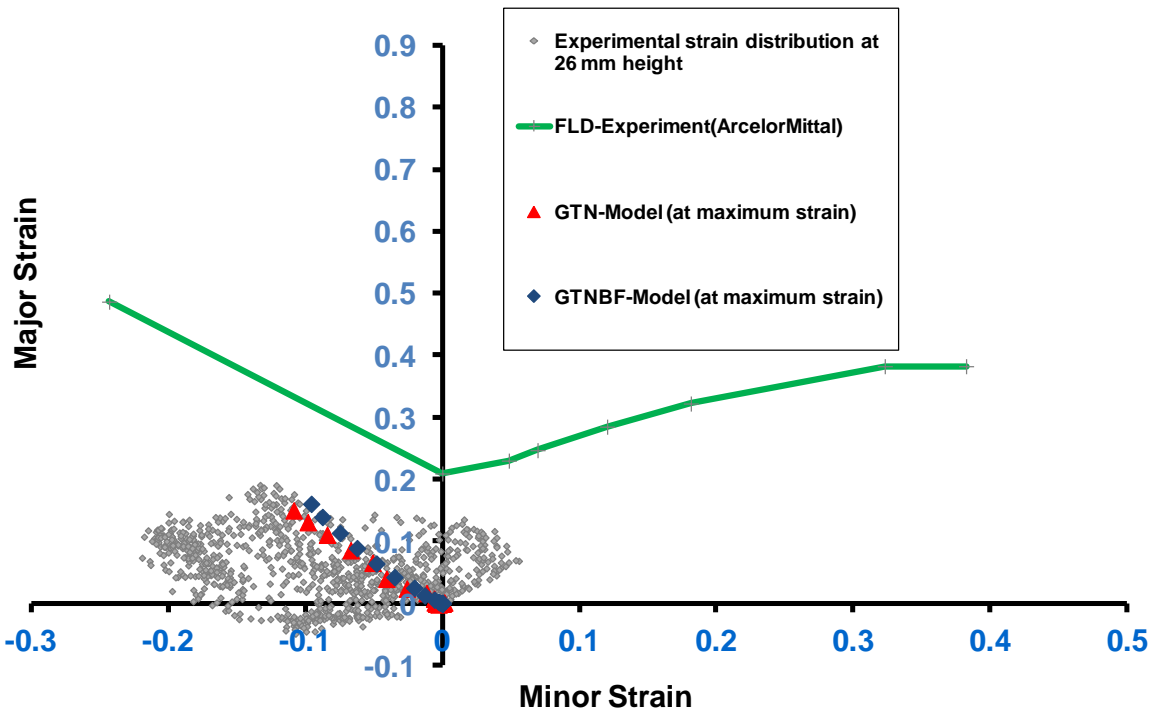 Experimental strain distribution at
26 mm height
FLD-Experiment(ArcelorMittal)
GTN-Model (at maximum strain)
GTNBF-Model (at maximum strain)
Major Strain
0.9
0.8
0.7
0.6
0.5
0.4
0.3
0.2
0.1
0
-0.1
-0.3
-0.2
-0.1
0
0.1
0.2
0.3
0.4
0.5
Minor Strain